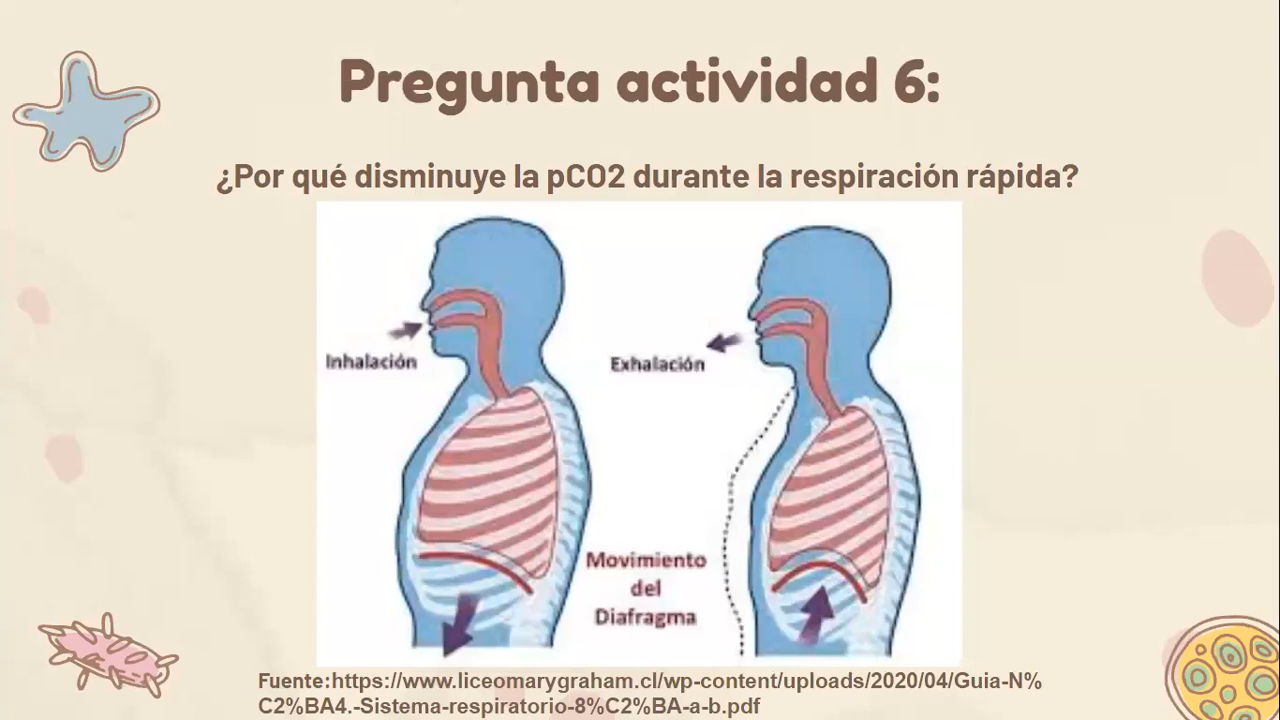 Pregunta actividad 6:
¿Por qué disminuye la pCO2 durante la respiración rápida?
Inhalación
Exhalación
Movimiento
del
Diafragma
Fuente:https://www.liceomarygraham.cl/wp-content/uploads/2020/04/Guia-N%
C2%BA4.-Sistema-respiratorio-8%C2%BA-a-b.pdf